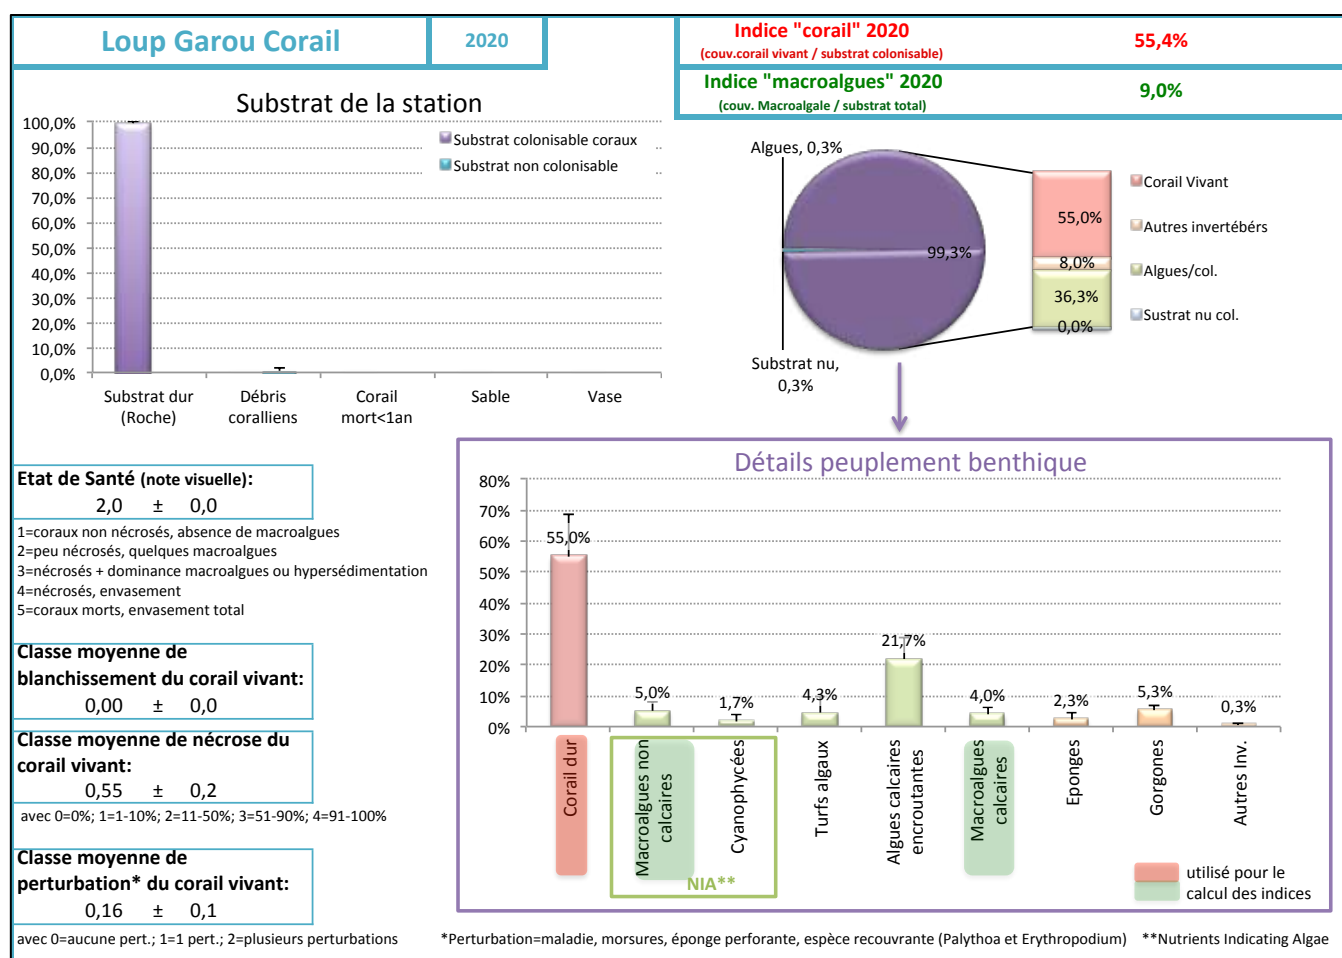 Loup Garou Corail
2020
Indice "corail" 2020
(couv.corail vivant / substrat colonisable)
55,4%
Indice "macroalgues" 2020
(couv. Macroalgale / substrat total)
9,0%
Substrat de la station
100,0%
90,0%
80,0%
70,0%
60,0%
50,0%
40,0%
30,0%
20,0%
10,0%
0,0%
Substrat colonisable coraux
Substrat non colonisable
Substrat dur
(Roche)
Débris
coralliens
Corail
mort<1an
Sable
Vase
Algues, 0,3%
99,3%
Substrat nu,
0,3%
55,0%
8,0%
36,3%
0,0%
Corail Vivant
Autres invertébérs
Algues/col.
Sustrat nu col.
Etat de Santé (note visuelle):
2,0 ± 0,0
1=coraux non nécrosés, absence de macroalgues
2=peu nécrosés, quelques macroalgues
3=nécrosés + dominance macroalgues ou hypersédimentation
4=nécrosés, envasement
5=coraux morts, envasement total
Classe moyenne de
blanchissement du corail vivant:
0,00 ± 0,0
Classe moyenne de nécrose du
corail vivant:
0,55 ± 0,2
avec 0=0%; 1=1-10%; 2=11-50%; 3=51-90%; 4=91-100%
Classe moyenne de
perturbation* du corail vivant:
0,16 ± 0,1
avec 0=aucune pert.; 1=1 pert.; 2=plusieurs perturbations
Détails peuplement benthique
80%
70%
60%
50%
40%
30%
20%
10%
0%
55,0%
5,0%
1,7%
4,3%
21,7%
4,0%
2,3%
5,3%
0,3%
Corail dur
Macroalgues non
calcaires
Cyanophycées
Turfs algaux
Algues calcaires
encroutantes
Macroalgues
calcaires
Eponges
Gorgones
Autres Inv.
NIA**
utilisé pour le
calcul des indices
*Perturbation=maladie, morsures, éponge perforante, espèce recouvrante (Palythoa et Erythropodium) **Nutrients Indicating Algae